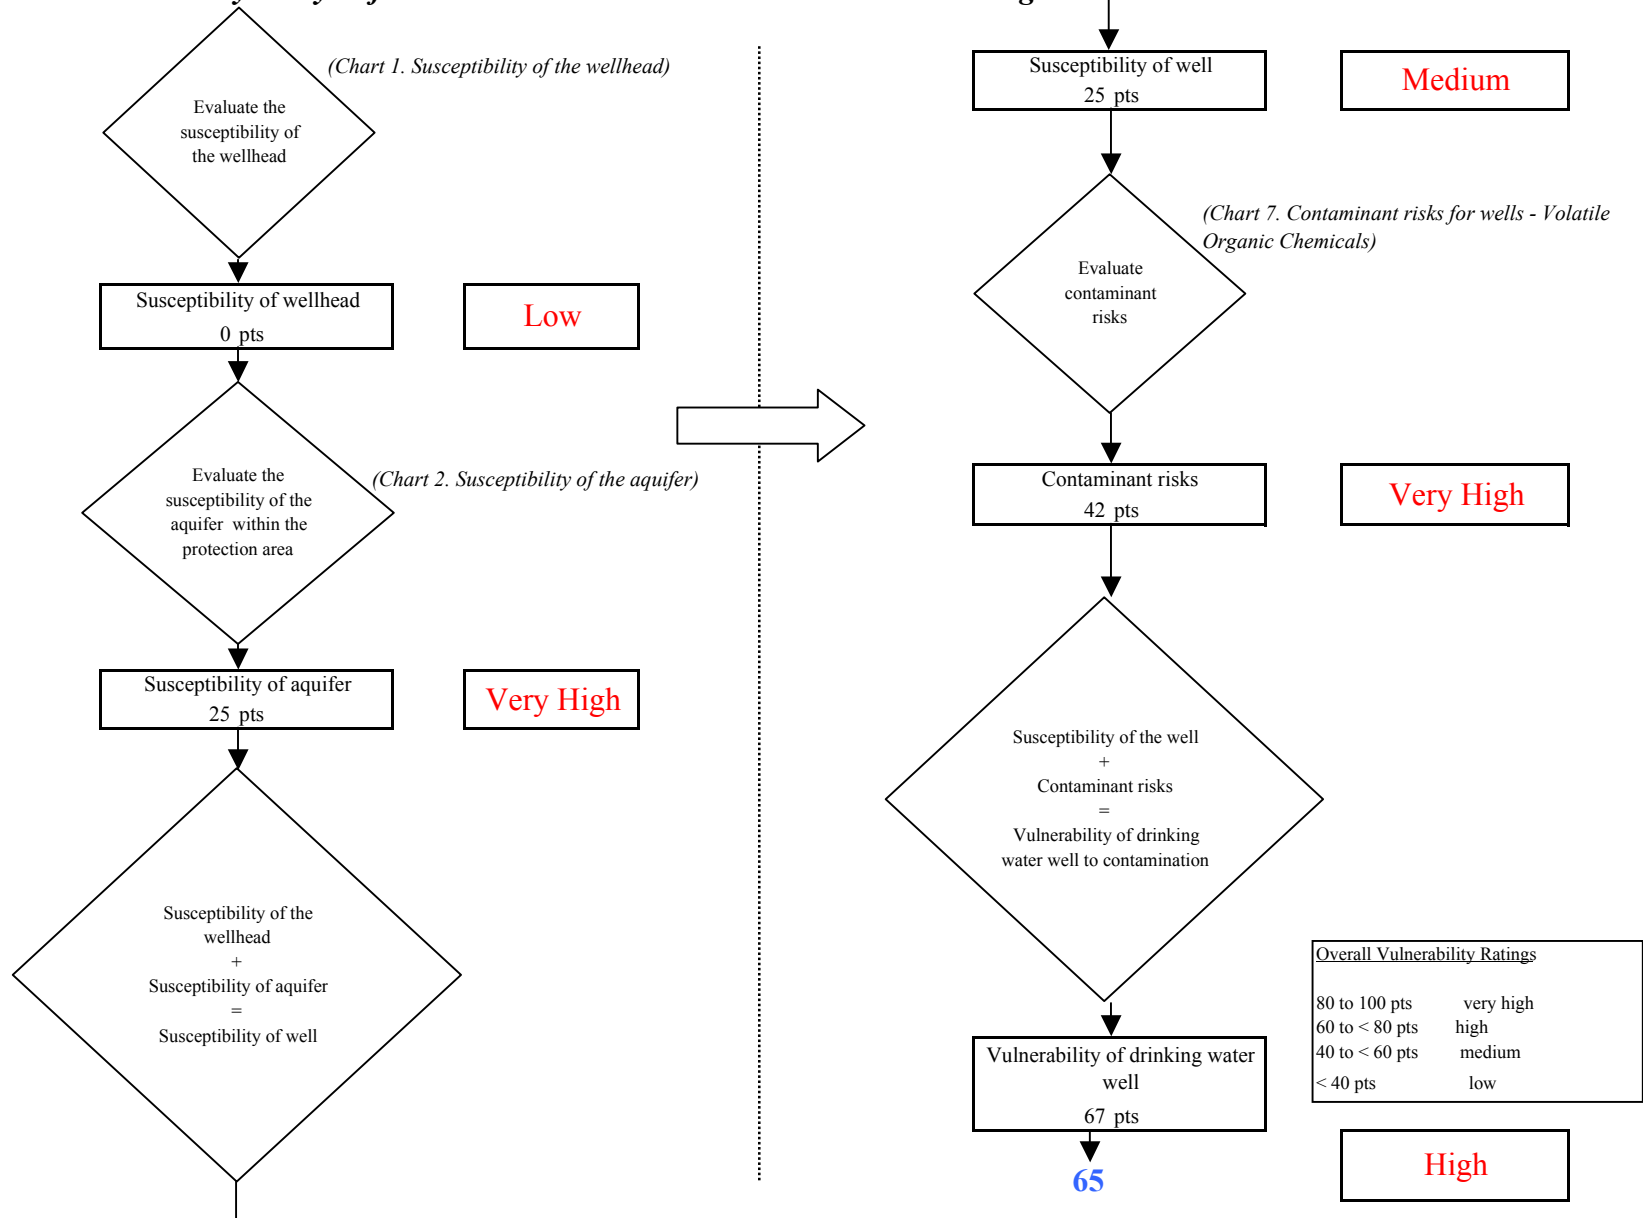 (Chart 1. Susceptibility of the wellhead)
Evaluate the
susceptibility of
the wellhead
Susceptibility of wellhead
0 pts
Low
Evaluate the
susceptibility of the
aquifer within the
protection area
(Chart 2. Susceptibility of the aquifer)
Susceptibility of aquifer
25 pts
Very High
Susceptibility of the
wellhead
+
Susceptibility of aquifer
=
Susceptibility of well
Susceptibility of well
25 pts
Medium
(Chart 7. Contaminant risks for wells - Volatile
Organic Chemicals)
Evaluate
contaminant
risks
Contaminant risks
42 pts
Very High
Susceptibility of the well
+
Contaminant risks
=
Vulnerability of drinking
water well to contamination
Overall Vulnerability Ratings
80 to 100 pts very high
60 to < 80 pts high
40 to < 60 pts medium
< 40 pts low
Vulnerability of drinking water
well
67 pts
65
High